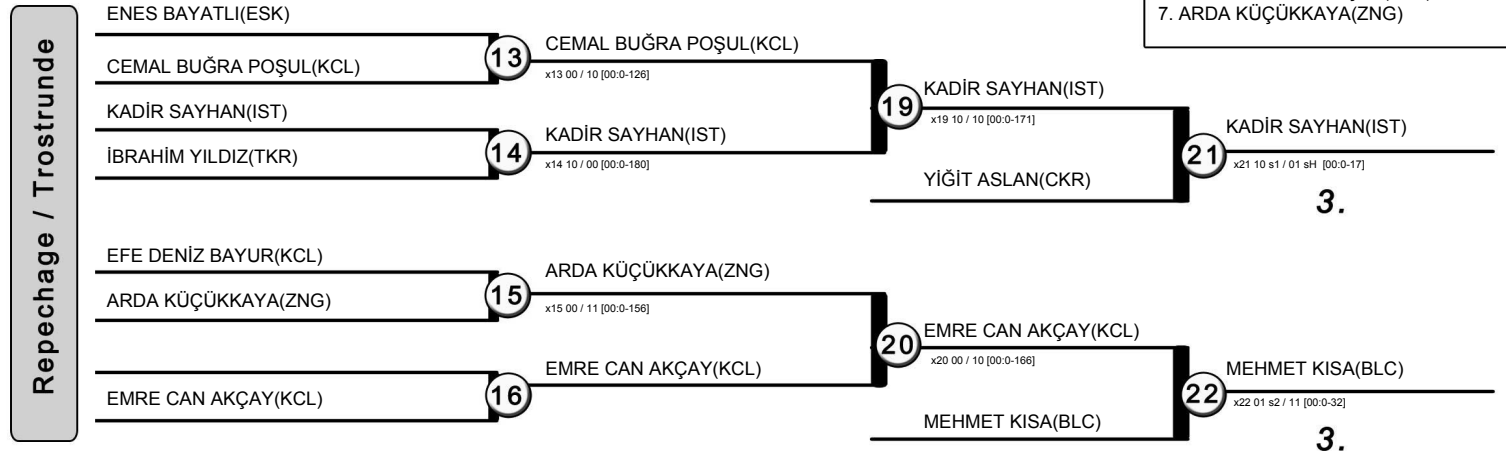 7. ARDA KÜÇÜKKAYA(ZNG)
Repechage / Trostrunde
ENES BAYATLI(ESK)
CEMAL BUĞRA POŞUL(KCL)
13
CEMAL BUĞRA POŞUL(KCL)
x13 00 / 10 [00:0-126]
KADİR SAYHAN(IST)
İBRAHİM YILDIZ(TKR)
14
KADİR SAYHAN(IST)
x14 10 / 00 [00:0-180]
19
KADİR SAYHAN(IST)
x19 10 / 10 [00:0-171]
YİĞİT ASLAN(CKR)
21
KADİR SAYHAN(IST)
x21 10 s1 / 01 sH [00:0-17]
3.
EFE DENİZ BAYUR(KCL)
ARDA KÜÇÜKKAYA(ZNG)
15
ARDA KÜÇÜKKAYA(ZNG)
x15 00 / 11 [00:0-156]
EMRE CAN AKÇAY(KCL)
16
EMRE CAN AKÇAY(KCL)
20
EMRE CAN AKÇAY(KCL)
x20 00 / 10 [00:0-166]
MEHMET KISA(BLC)
22
MEHMET KISA(BLC)
x22 01 s2 / 11 [00:0-32]
3.